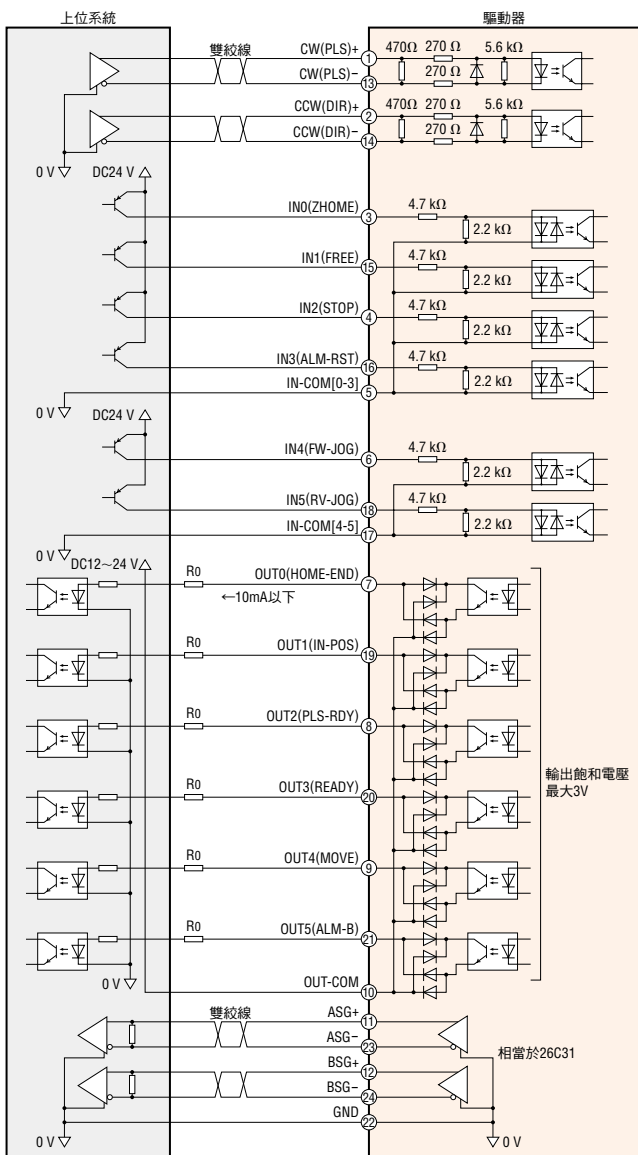 上位系統
驅動器
雙絞線
CW(PLS)+
1
470Ω
270 Ω
5.6 kΩ
CW(PLS)−
13
270 Ω
CCW(DIR)+
2
470Ω
270 Ω
5.6 kΩ
CCW(DIR)−
14
270 Ω
0 V
DC24 V
IN0(ZHOME)
3
4.7 kΩ
2.2 kΩ
IN1(FREE)
15
4.7 kΩ
2.2 kΩ
IN2(STOP)
4
4.7 kΩ
2.2 kΩ
IN3(ALM-RST)
16
4.7 kΩ
2.2 kΩ
IN-COM[0-3]
5
0 V
DC24 V
IN4(FW-JOG)
6
4.7 kΩ
2.2 kΩ
IN5(RV-JOG)
18
4.7 kΩ
2.2 kΩ
IN-COM[4-5]
17
0 V
DC12~24 V
R0
OUT0(HOME-END)
7
←10mA以下
R0
OUT1(IN-POS)
19
R0
OUT2(PLS-RDY)
8
輸出飽和電壓
最大3V
R0
OUT3(READY)
20
R0
OUT4(MOVE)
9
R0
OUT5(ALM-B)
21
0 V
OUT-COM
10
雙絞線
ASG+
11
ASG−
23
相當於26C31
BSG+
12
BSG−
24
GND
22
0 V
0 V